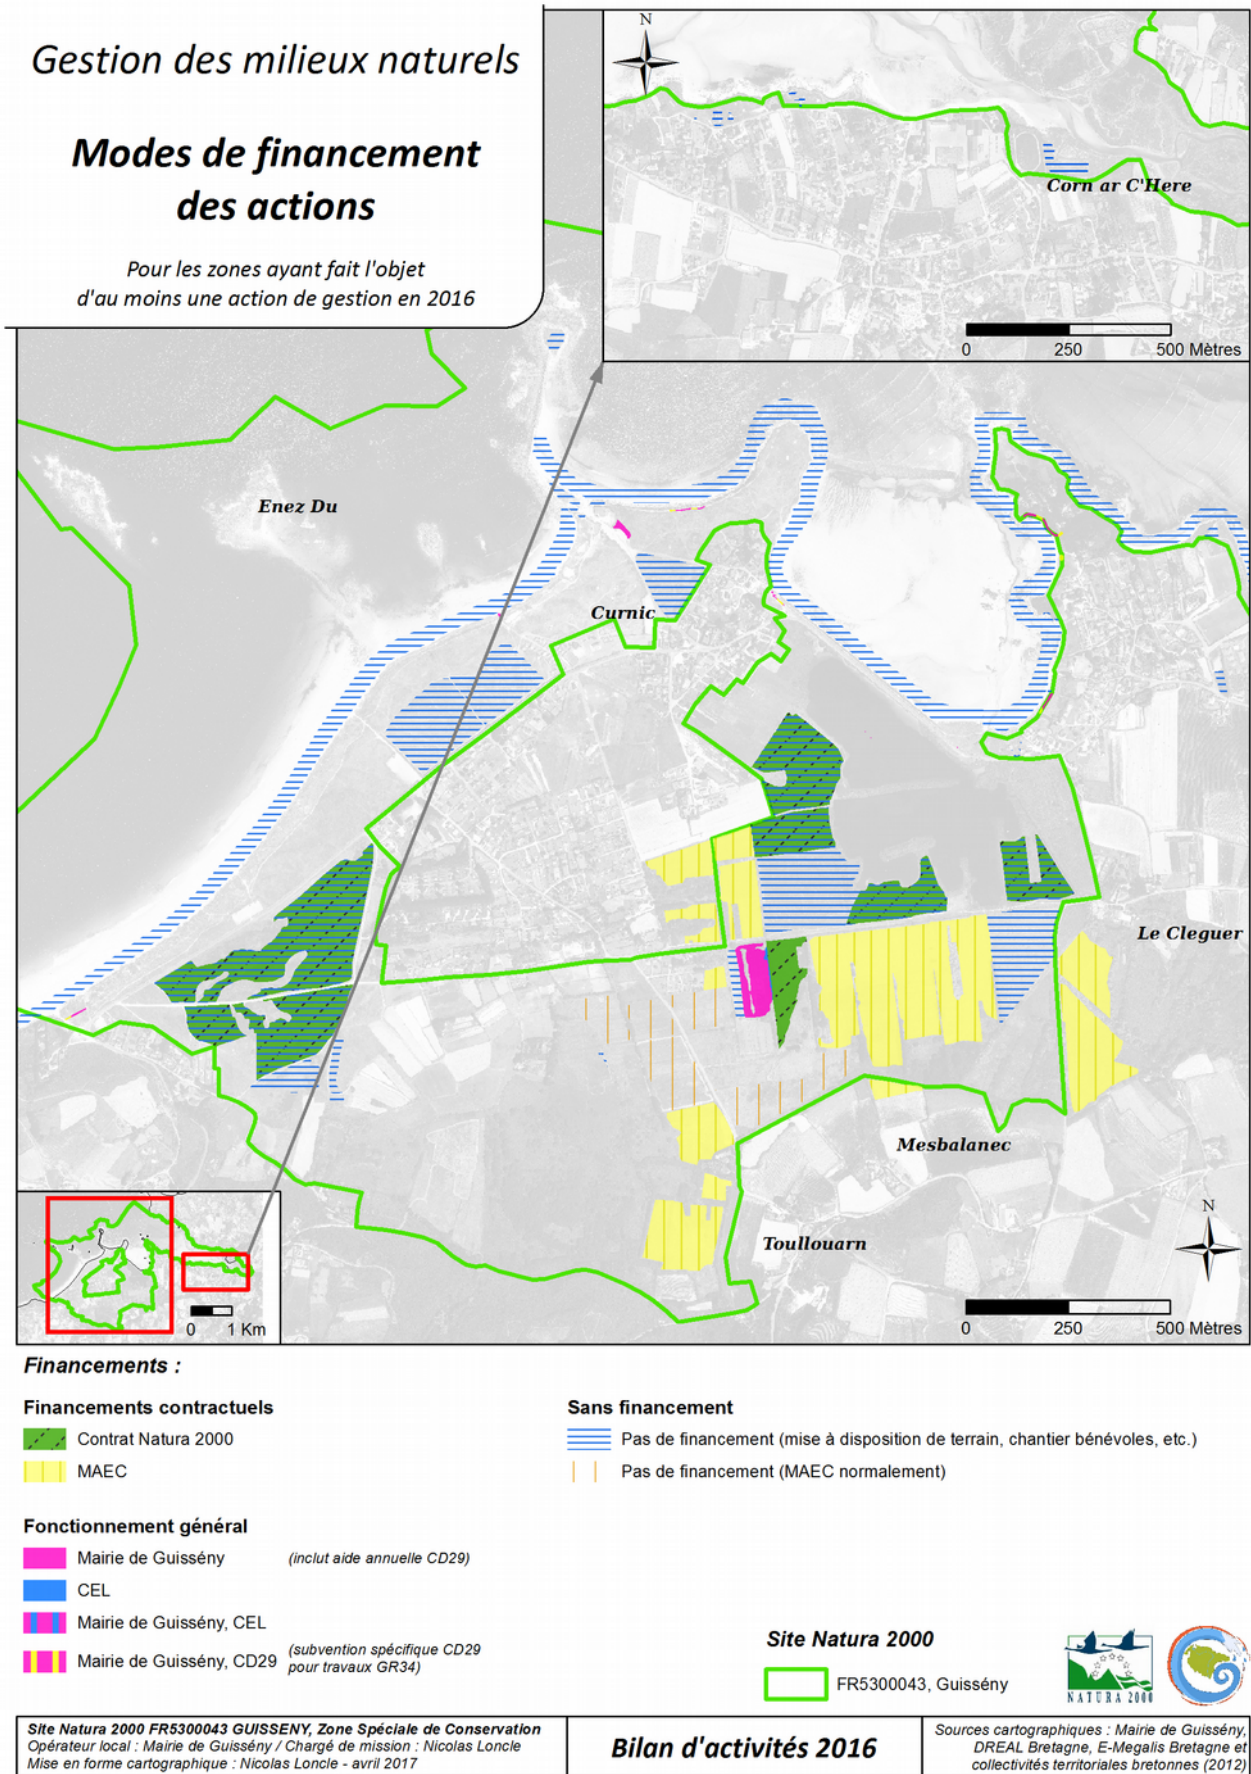 Gestion des milieux naturels
Modes de financement
des actions
Pour les zones ayant fait l'objet
d'au moins une action de gestion en 2016
N
Corn ar C'Here
0 250 500 Mètres
Enez Du
Curnic
Le Cleguer
Mesbalanec
Toullouarn
N
0 250 500 Mètres
0 1 Km
Financements :
Financements contractuels
Contrat Natura 2000
MAEC
Sans financement
Pas de financement (mise à disposition de terrain, chantier bénévoles, etc.)
Pas de financement (MAEC normalement)
Fonctionnement général
Mairie de Guissény (inclut aide annuelle CD29)
CEL
Mairie de Guissény, CEL
Mairie de Guissény, CD29 (subvention spécifique CD29
pour travaux GR34)
Site Natura 2000
FR5300043, Guissény
NATURA 2000
Site Natura 2000 FR5300043 GUISSENY, Zone Spéciale de Conservation
Opérateur local : Mairie de Guissény / Chargé de mission : Nicolas Loncle
Mise en forme cartographique : Nicolas Loncle - avril 2017
Bilan d'activités 2016
Sources cartographiques : Mairie de Guissény,
DREAL Bretagne, E-Megalis Bretagne et
collectivités territoriales bretonnes (2012)